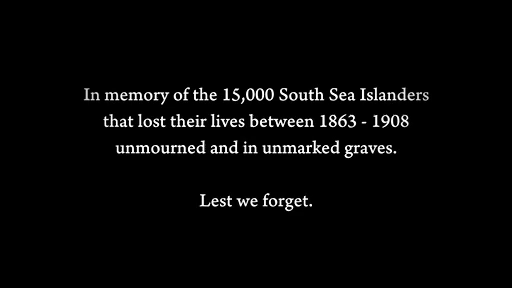 In memory of the 15,000 South Sea Islanders
that lost their lives between 1863 - 1908
unmourned and in unmarked graves.
Lest we forget.